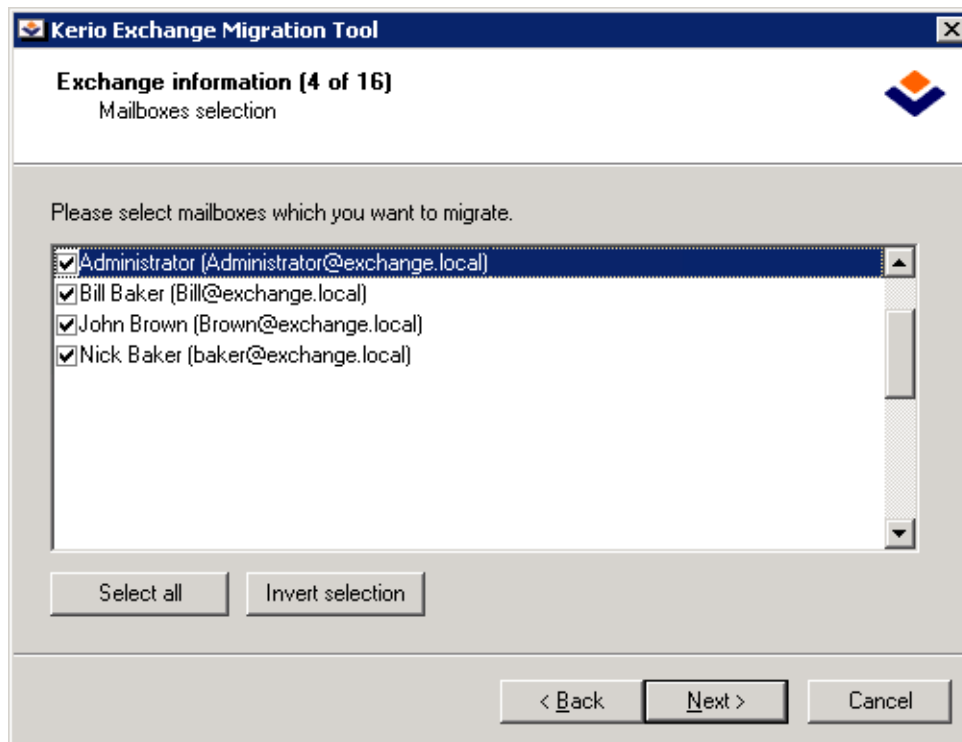 Kerio Exchange Migration Tool
Exchange information (4 of 16)
Mailboxes selection
Please select mailboxes which you want to migrate.
Administrator (Administrator@exchange.local)
Bill Baker (Bill@exchange.local)
John Brown (Brown@exchange.local)
Nick Baker (baker@exchange.local)
Select all Invert selection
< Back Next > Cancel